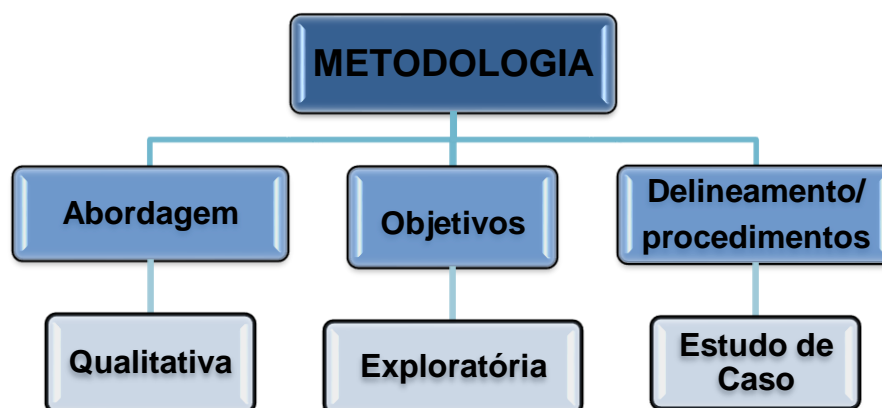 METODOLOGIA
Abordagem
Objetivos
Delineamento/
procedimentos
Qualitativa
Exploratória
Estudo de
Caso